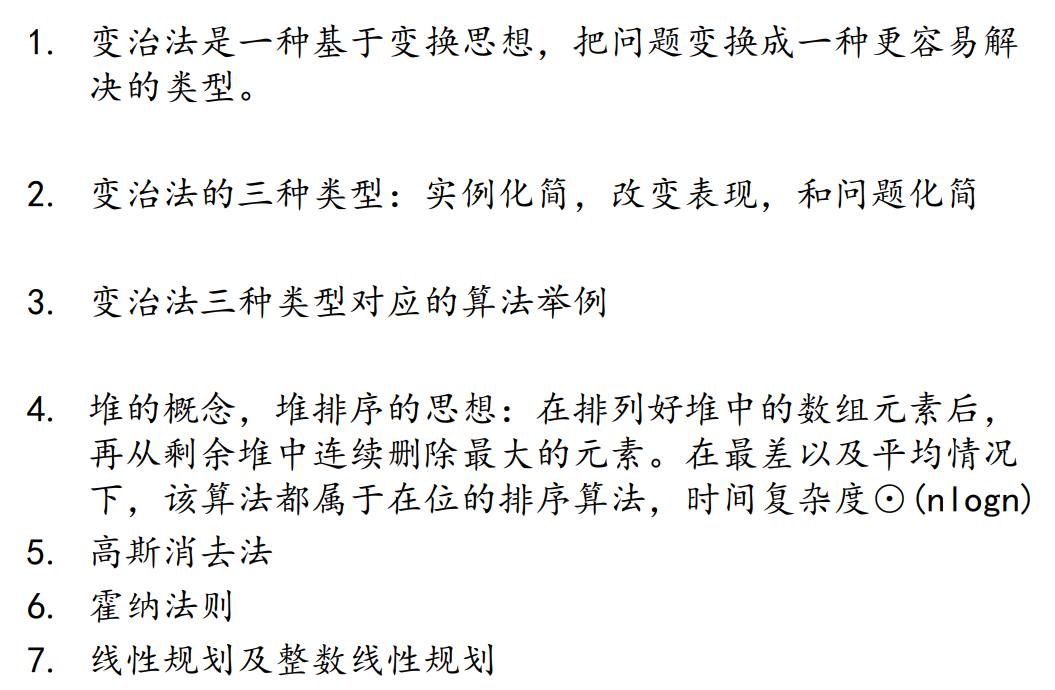 1. 变治法是一种基于变换思想，把问题变换成一种更容易解
决的类型。
2. 变治法的三种类型：实例化简，改变表现，和问题化简
3. 变治法三种类型对应的算法举例
4. 堆的概念，堆排序的思想：在排列好堆中的数组元素后，
再从剩余堆中连续删除最大的元素。在最差以及平均情况
下，该算法都属于在位的排序算法，时间复杂度⊙(nlogn)
5. 高斯消去法
6. 霍纳法则
7. 线性规划及整数线性规划